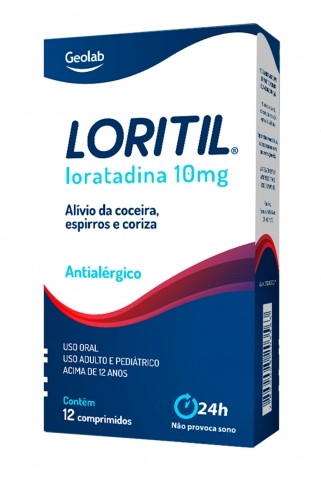 Geolab
LORITIL®
loratadina 10mg
Alívio da coceira,
espirros e coriza
Antialérgico
USO ORAL
USO ADULTO E PEDIÁTRICO
ACIMA DE 12 ANOS
Contém
12 comprimidos
24h
Não provoca sono